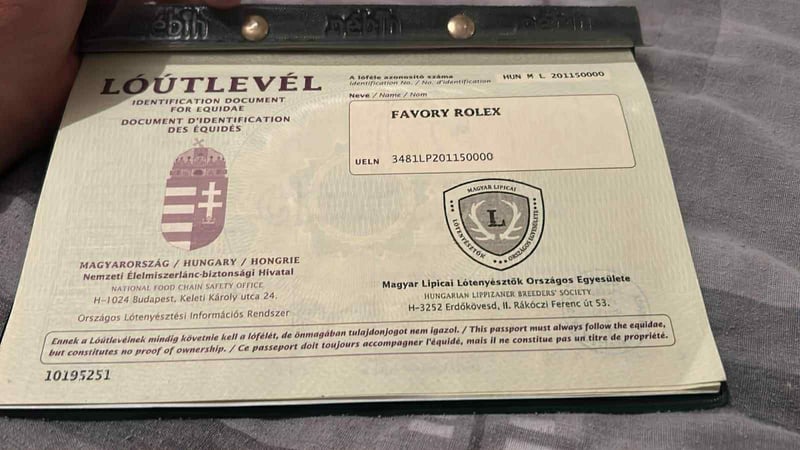 nébih
LÓÚTLEVÉL
IDENTIFICATION DOCUMENT
FOR EQUIDAE
DOCUMENT D'IDENTIFICATION
DES ÉQUIDÉS
MAGYARORSZÁG / HUNGARY / HONGRIE
Nemzeti Élelmiszerlánc-biztonsági Hivatal
NATIONAL FOOD CHAIN SAFETY OFFICE
H-1024 Budapest, Keleti Károly utca 24.
Országos Lótenyésztési Információs Rendszer
A lóféle azonosító száma
Identification No. / No. d'identification
HUN M L 201150000
Neve / Name / Nom
FAVORY ROLEX
UELN 3481LP201150000
MAGYAR LIPICAI
LÓTENYÉSZTŐK
ORSZÁGOS EGYESÜLETE
L
Magyar Lipicai Lótenyésztők Országos Egyesülete
HUNGARIAN LIPPIZANER BREEDERS' SOCIETY
H-3252 Erdőkövesd, II. Rákóczi Ferenc út 53.
Ennek a Lóútlevélnek mindig követnie kell a lófélét, de önmagában tulajdonjogot nem igazol. / This passport must always follow the equidae,
but constitutes no proof of ownership. / Ce passeport doit toujours accompagner l'équidé, mais il ne constitue pas un titre de propriété.
10195251